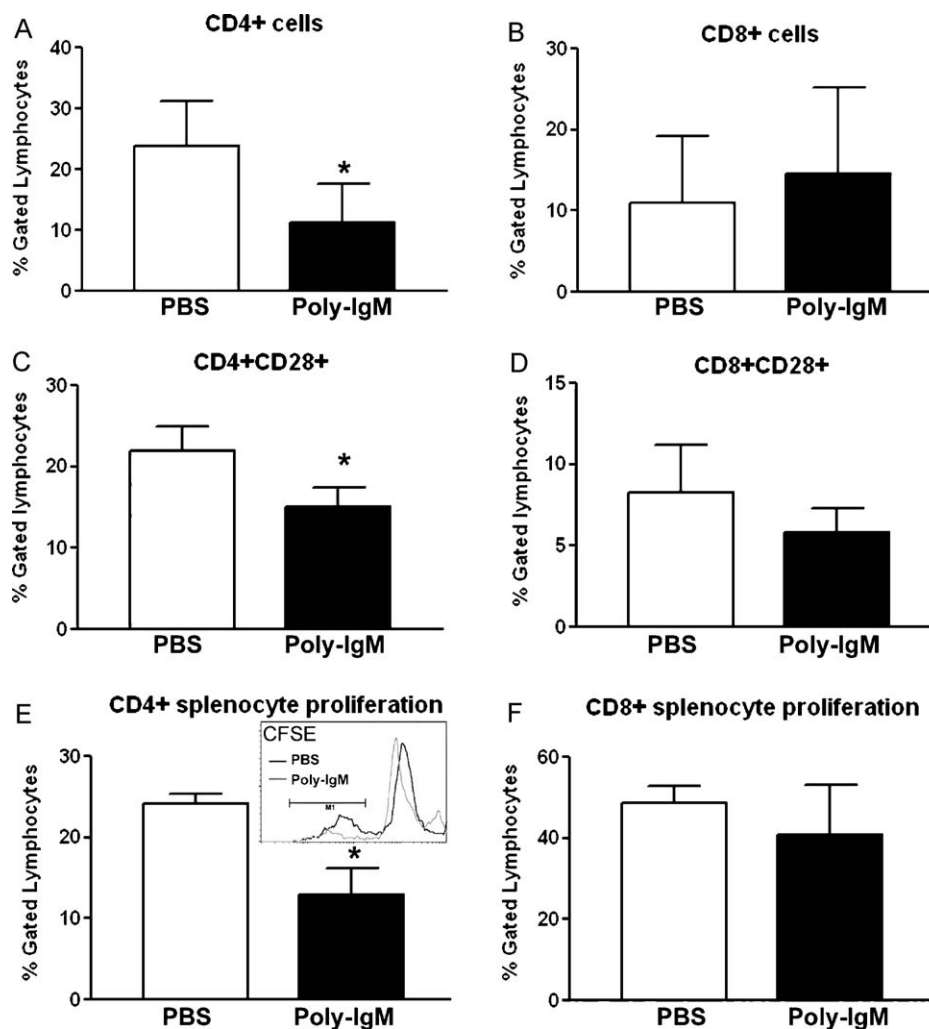 A
CD4+ cells
% Gated Lymphocytes
40
30
20
10
0
PBS
Poly-IgM
*
B
CD8+ cells
% Gated Lymphocytes
30
20
10
0
PBS
Poly-IgM
C
CD4+CD28+
% Gated lymphocytes
30
20
10
0
PBS
Poly-IgM
*
D
CD8+CD28+
% Gated lymphocytes
15
10
5
0
PBS
Poly-IgM
E
CD4+ splenocyte proliferation
% Gated Lymphocytes
30
20
10
0
CFSE
PBS
Poly-IgM
M1
*
PBS
Poly-IgM
F
CD8+ splenocyte proliferation
% Gated Lymphocytes
60
40
20
0
PBS
Poly-IgM